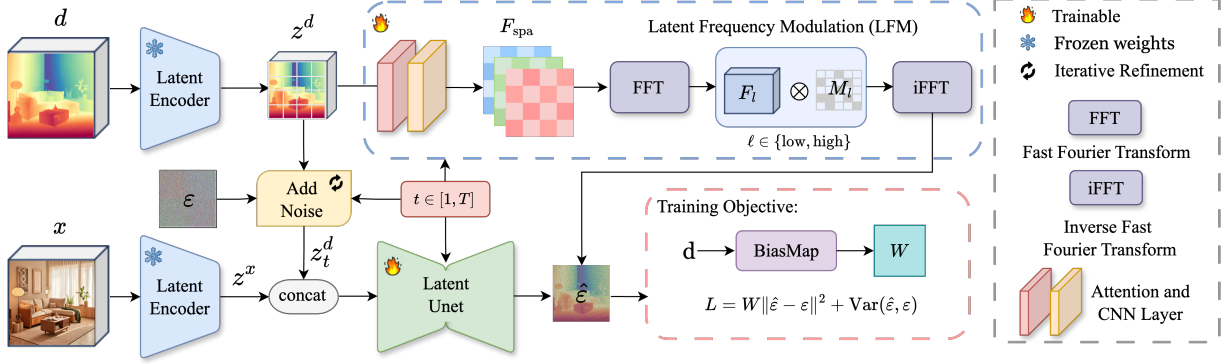 d
Latent
Encoder
z^d
F_spa
Latent Frequency Modulation (LFM)
FFT
F_l
⊗
M_l
iFFT
ℓ ∈ {low, high}
ε
Add
Noise
t ∈ [1, T]
x
Latent
Encoder
z^x
z_t^d
concat
Latent
Unet
ε̂
Training Objective:
d
BiasMap
W
L = W‖ε̂ − ε‖² + Var(ε̂, ε)
Trainable
Frozen weights
Iterative Refinement
FFT
Fast Fourier Transform
iFFT
Inverse Fast
Fourier Transform
Attention and
CNN Layer